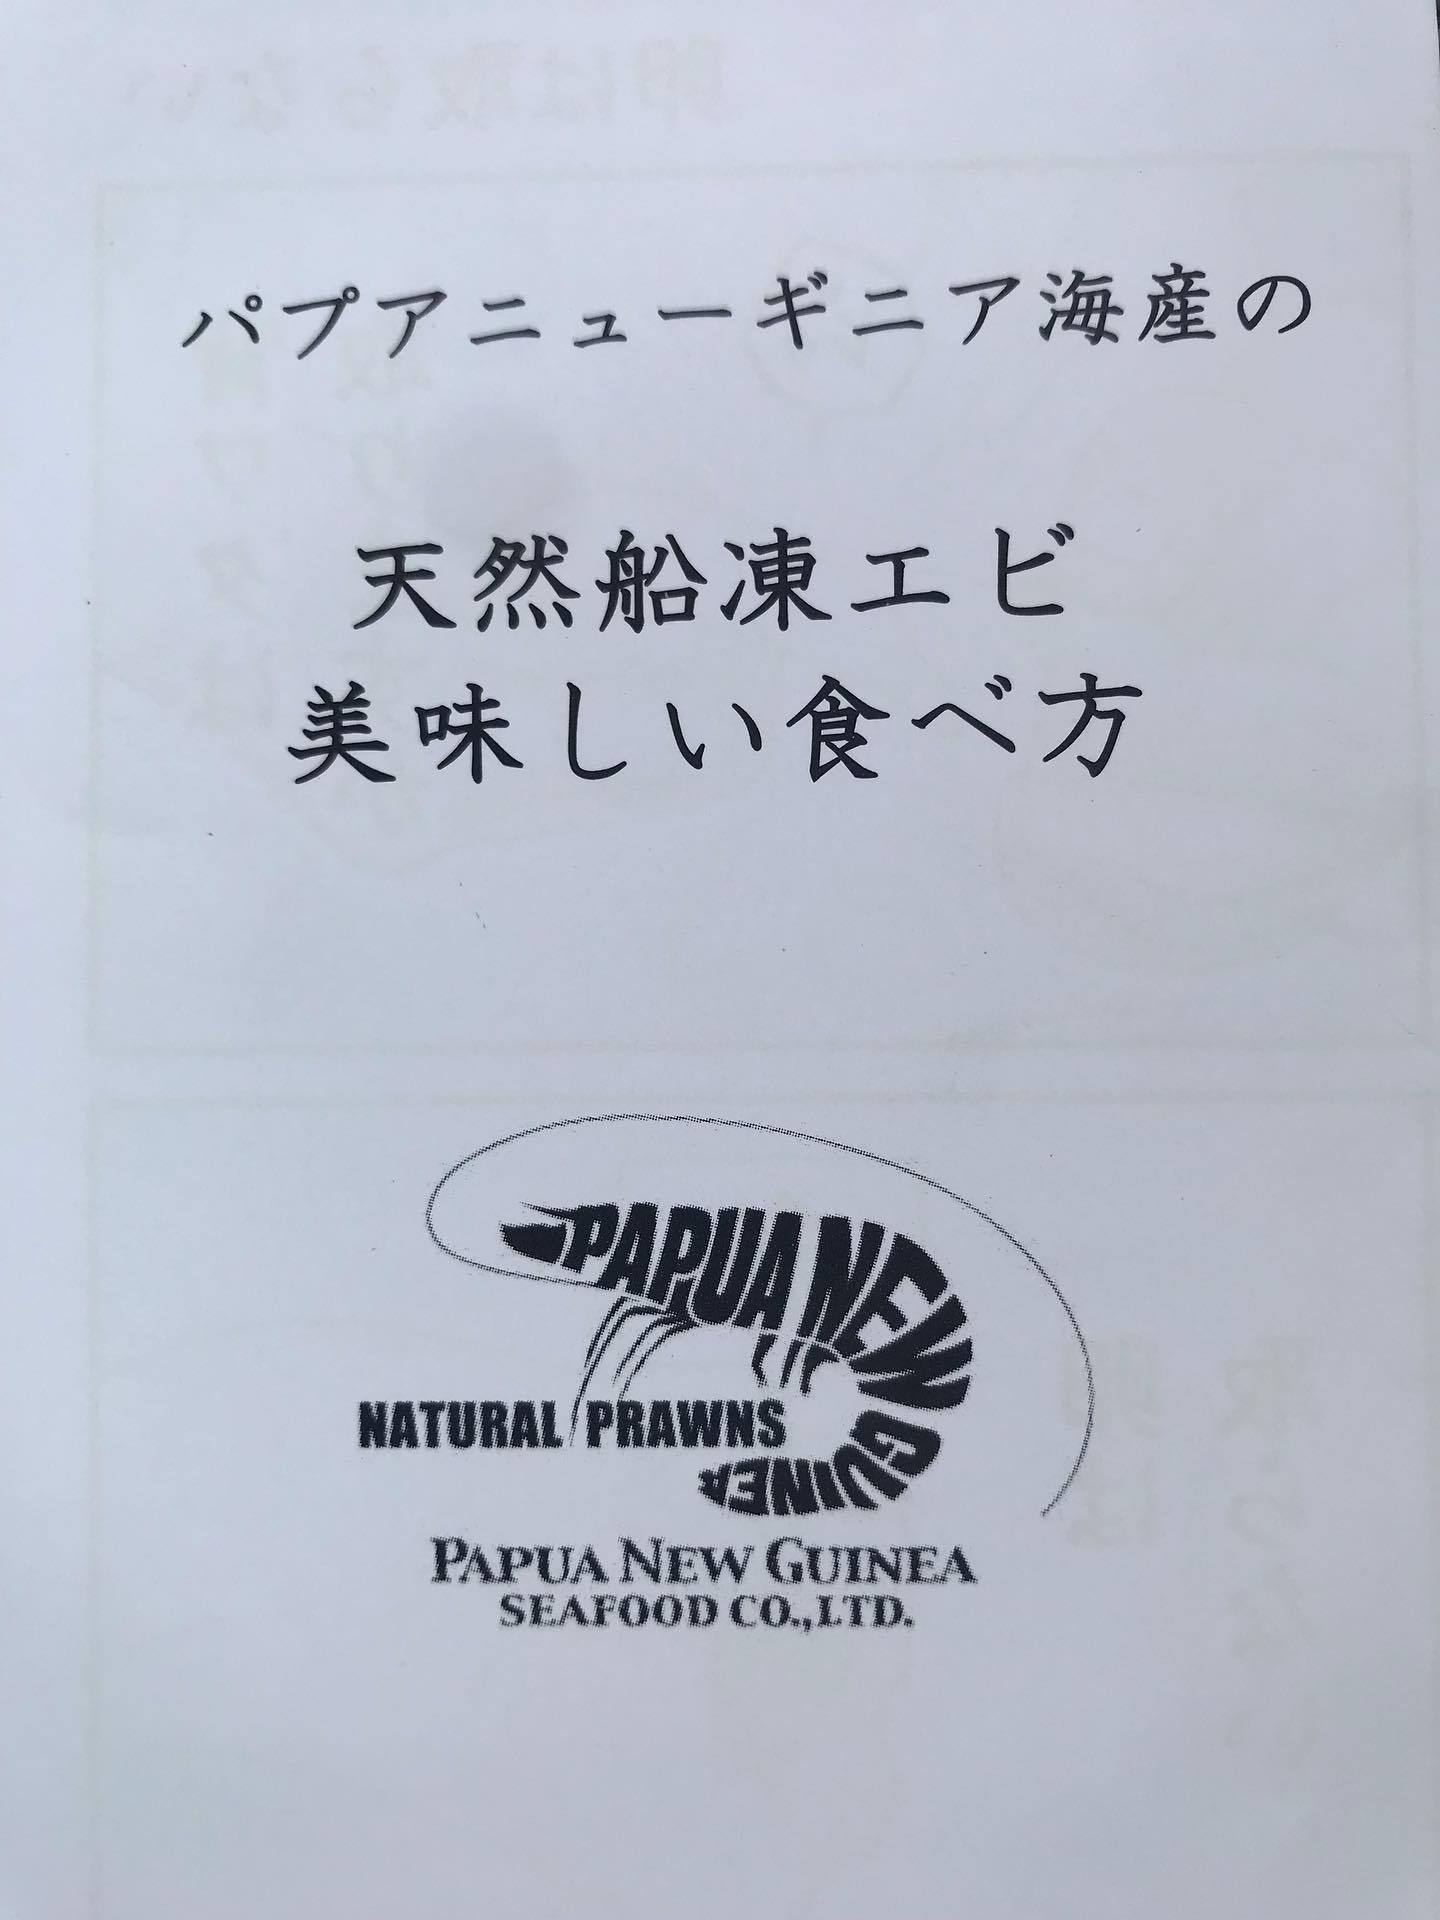 パプアニューギニア海産の
天然船凍エビ
美味しい食べ方
PAPUA NEW GUINEA
NATURAL PRAWNS
PAPUA NEW GUINEA
SEAFOOD CO.,LTD.